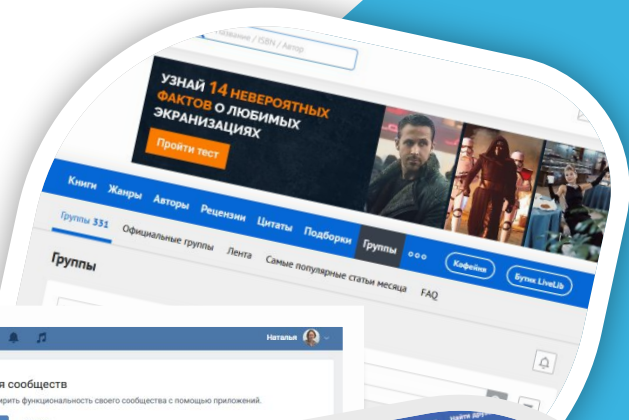 Название / ISBN / Автор
УЗНАЙ 14 НЕВЕРОЯТНЫХ
ФАКТОВ О ЛЮБИМЫХ
ЭКРАНИЗАЦИЯХ
Пройти тест
Книги Жанры Авторы Рецензии Цитаты Подборки Группы Кофейня Бутик LiveLib
Группы 331 Официальные группы Лента Самые популярные статьи месяца FAQ
Группы
Наталья
я сообществ
ирить функциональность своего сообщества с помощью приложений.
Найти